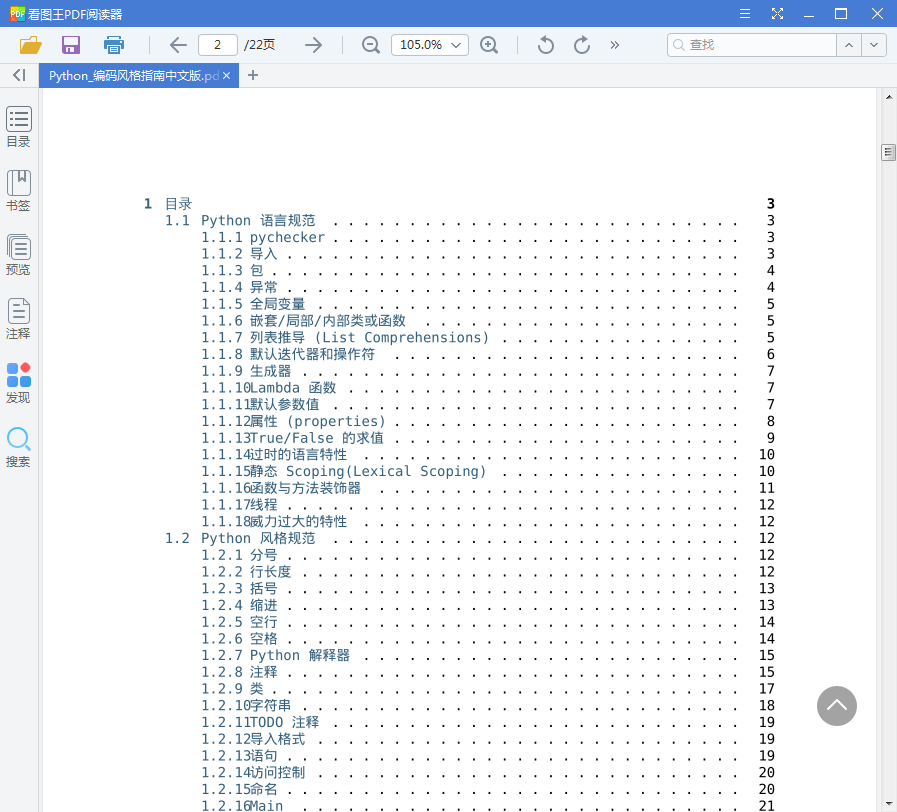 看图王PDF阅读器
2 /22页 105.0% 查找
Python_编码风格指南中文版.pd
目录
书签
预览
注释
发现
搜索
1 目录 3
1.1 Python 语言规范 . . . . . . . . . . . . . . . . . . . . . . . . . . . 3
1.1.1 pychecker . . . . . . . . . . . . . . . . . . . . . . . . . . . 3
1.1.2 导入 . . . . . . . . . . . . . . . . . . . . . . . . . . . . . . 3
1.1.3 包 . . . . . . . . . . . . . . . . . . . . . . . . . . . . . . . 4
1.1.4 异常 . . . . . . . . . . . . . . . . . . . . . . . . . . . . . . 4
1.1.5 全局变量 . . . . . . . . . . . . . . . . . . . . . . . . . . . . 5
1.1.6 嵌套/局部/内部类或函数 . . . . . . . . . . . . . . . . . . . . . 5
1.1.7 列表推导 (List Comprehensions) . . . . . . . . . . . . . . . . 5
1.1.8 默认迭代器和操作符 . . . . . . . . . . . . . . . . . . . . . . . 6
1.1.9 生成器 . . . . . . . . . . . . . . . . . . . . . . . . . . . . . 7
1.1.10Lambda 函数 . . . . . . . . . . . . . . . . . . . . . . . . . . 7
1.1.11默认参数值 . . . . . . . . . . . . . . . . . . . . . . . . . . . 7
1.1.12属性 (properties) . . . . . . . . . . . . . . . . . . . . . . . 8
1.1.13True/False 的求值 . . . . . . . . . . . . . . . . . . . . . . . 9
1.1.14过时的语言特性 . . . . . . . . . . . . . . . . . . . . . . . . . 10
1.1.15静态 Scoping(Lexical Scoping) . . . . . . . . . . . . . . . . 10
1.1.16函数与方法装饰器 . . . . . . . . . . . . . . . . . . . . . . . . 11
1.1.17线程 . . . . . . . . . . . . . . . . . . . . . . . . . . . . . . 12
1.1.18威力过大的特性 . . . . . . . . . . . . . . . . . . . . . . . . . 12
1.2 Python 风格规范 . . . . . . . . . . . . . . . . . . . . . . . . . . . 12
1.2.1 分号 . . . . . . . . . . . . . . . . . . . . . . . . . . . . . . 12
1.2.2 行长度 . . . . . . . . . . . . . . . . . . . . . . . . . . . . . 12
1.2.3 括号 . . . . . . . . . . . . . . . . . . . . . . . . . . . . . . 13
1.2.4 缩进 . . . . . . . . . . . . . . . . . . . . . . . . . . . . . . 13
1.2.5 空行 . . . . . . . . . . . . . . . . . . . . . . . . . . . . . . 14
1.2.6 空格 . . . . . . . . . . . . . . . . . . . . . . . . . . . . . . 14
1.2.7 Python 解释器 . . . . . . . . . . . . . . . . . . . . . . . . . 15
1.2.8 注释 . . . . . . . . . . . . . . . . . . . . . . . . . . . . . . 15
1.2.9 类 . . . . . . . . . . . . . . . . . . . . . . . . . . . . . . . 17
1.2.10字符串 . . . . . . . . . . . . . . . . . . . . . . . . . . . . . 18
1.2.11TODO 注释 . . . . . . . . . . . . . . . . . . . . . . . . . . . 19
1.2.12导入格式 . . . . . . . . . . . . . . . . . . . . . . . . . . . . 19
1.2.13语句 . . . . . . . . . . . . . . . . . . . . . . . . . . . . . . 19
1.2.14访问控制 . . . . . . . . . . . . . . . . . . . . . . . . . . . . 20
1.2.15命名 . . . . . . . . . . . . . . . . . . . . . . . . . . . . . . 20
1.2.16Main . . . . . . . . . . . . . . . . . . . . . . . . . . . . . . 21